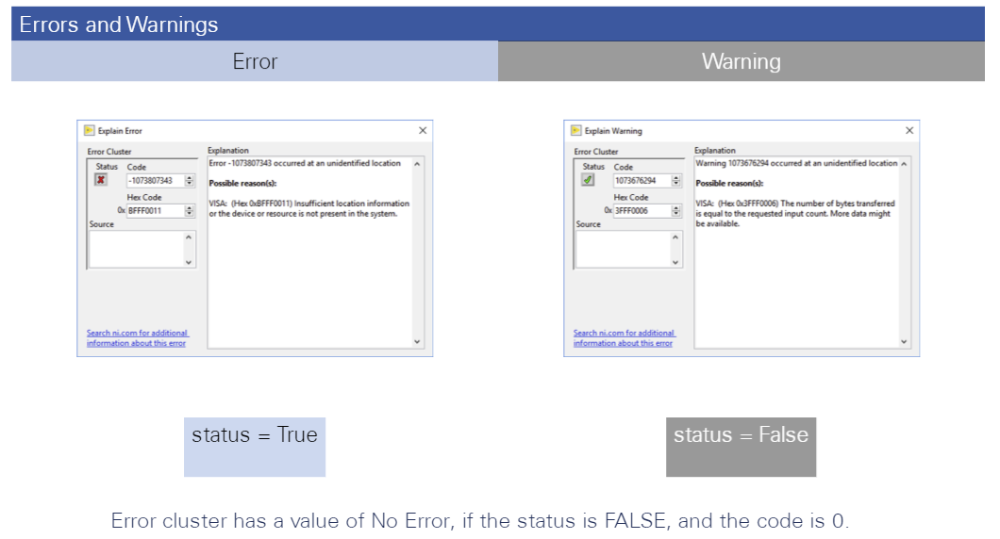 Errors and Warnings
Error
Warning
Explain Error
Error Cluster
Status Code
-1073807343
Hex Code
0x BFFF0011
Source
Search ni.com for additional
information about this error
Explanation
Error -1073807343 occurred at an unidentified location
Possible reason(s):
VISA: (Hex 0xBFFF0011) Insufficient location information
or the device or resource is not present in the system.
Explain Warning
Error Cluster
Status Code
1073676294
Hex Code
0x 3FFF0006
Source
Search ni.com for additional
information about this error
Explanation
Warning 1073676294 occurred at an unidentified location
Possible reason(s):
VISA: (Hex 0x3FFF0006) The number of bytes transferred
is equal to the requested input count. More data might
be available.
status = True
status = False
Error cluster has a value of No Error, if the status is FALSE, and the code is 0.